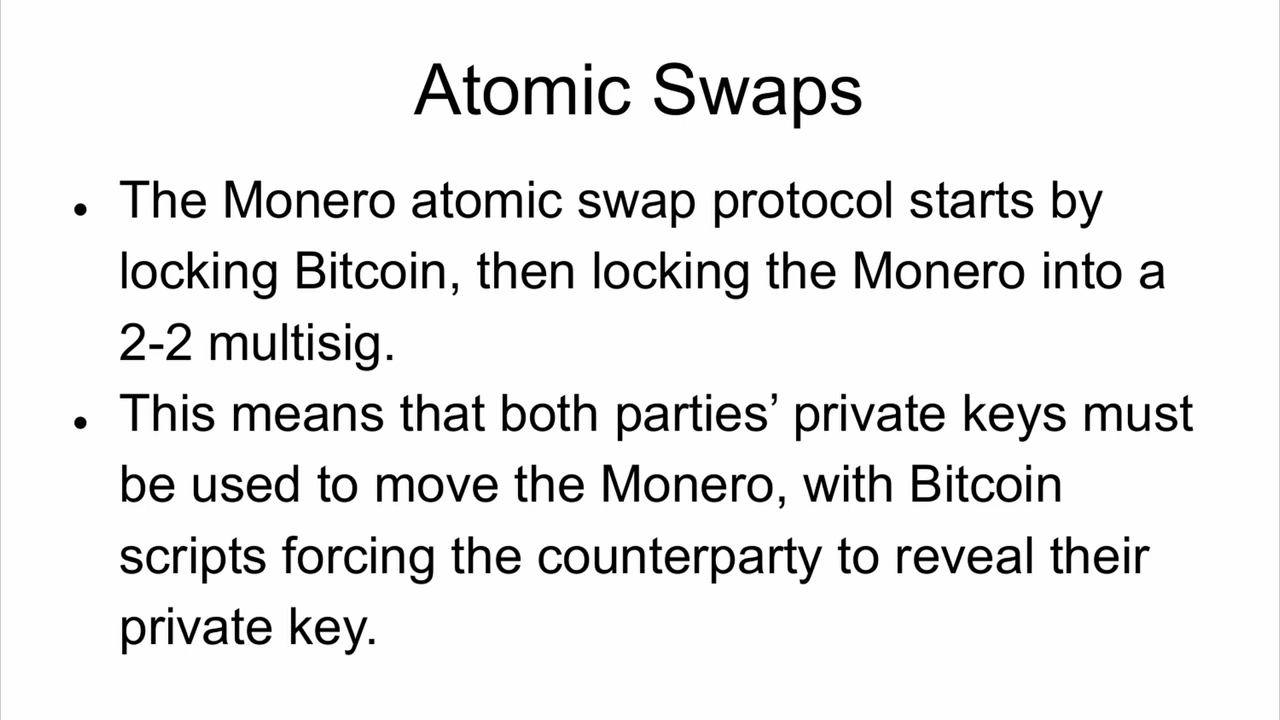 Atomic Swaps
• The Monero atomic swap protocol starts by
locking Bitcoin, then locking the Monero into a
2-2 multisig.
• This means that both parties’ private keys must
be used to move the Monero, with Bitcoin
scripts forcing the counterparty to reveal their
private key.